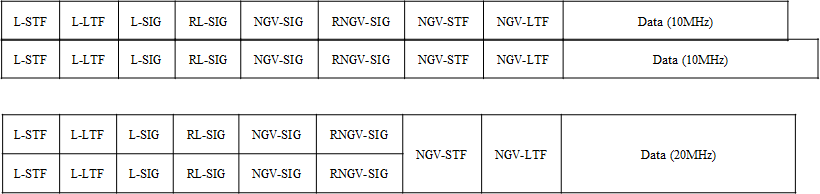 L-STF L-LTF L-SIG RL-SIG NGV-SIG RNGV-SIG NGV-STF NGV-LTF Data (10MHz)
L-STF L-LTF L-SIG RL-SIG NGV-SIG RNGV-SIG NGV-STF NGV-LTF Data (10MHz)
L-STF L-LTF L-SIG RL-SIG NGV-SIG RNGV-SIG
NGV-STF NGV-LTF Data (20MHz)
L-STF L-LTF L-SIG RL-SIG NGV-SIG RNGV-SIG